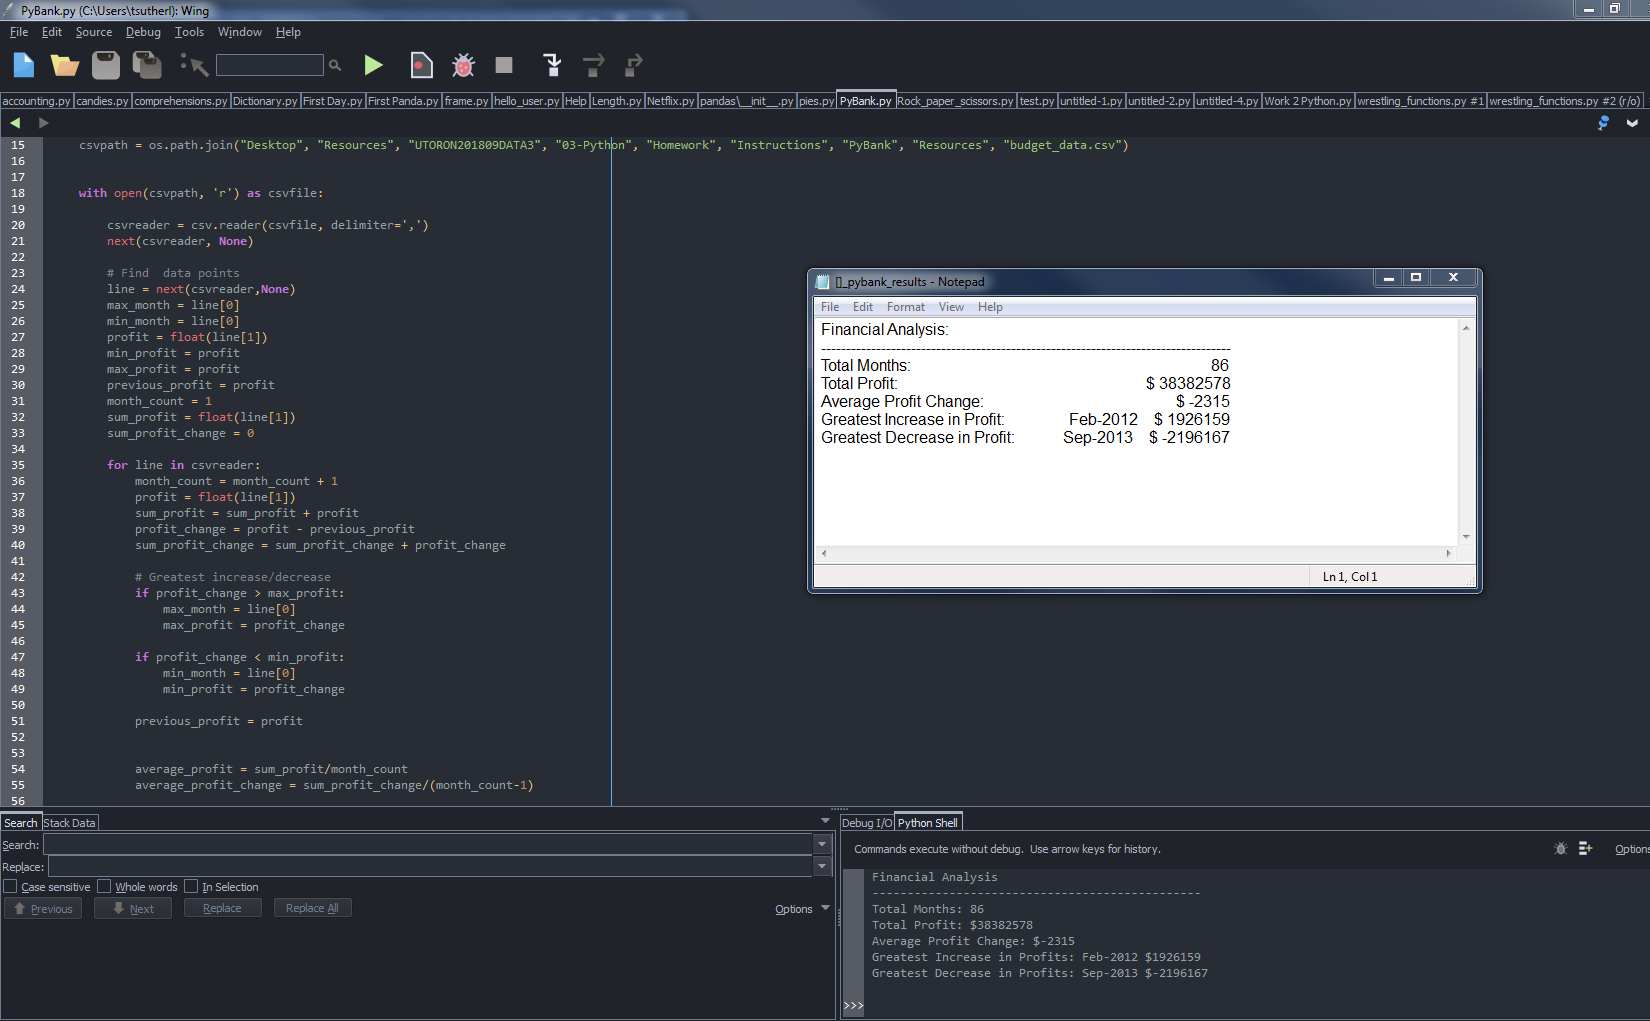 PyBank.py (C:\Users\tsutherl): Wing
File Edit Source Debug Tools Window Help
accounting.py candies.py comprehensions.py Dictionary.py First Day.py First Panda.py frame.py hello_user.py Help Length.py Netflix.py pandas\__init__.py pies.py PyBank.py Rock_paper_scissors.py test.py untitled-1.py untitled-2.py untitled-4.py Work 2 Python.py wrestling_functions.py #1 wrestling_functions.py #2 (r/o)
15 csvpath = os.path.join("Desktop", "Resources", "UTORON201809DATA3", "03-Python", "Homework", "Instructions", "PyBank", "Resources", "budget_data.csv")
16
17
18 with open(csvpath, 'r') as csvfile:
19
20 csvreader = csv.reader(csvfile, delimiter=',')
21 next(csvreader, None)
22
23 # Find  data points
24 line = next(csvreader,None)
25 max_month = line[0]
26 min_month = line[0]
27 profit = float(line[1])
28 min_profit = profit
29 max_profit = profit
30 previous_profit = profit
31 month_count = 1
32 sum_profit = float(line[1])
33 sum_profit_change = 0
34
35 for line in csvreader:
36 month_count = month_count + 1
37 profit = float(line[1])
38 sum_profit = sum_profit + profit
39 profit_change = profit - previous_profit
40 sum_profit_change = sum_profit_change + profit_change
41
42 # Greatest increase/decrease
43 if profit_change > max_profit:
44 max_month = line[0]
45 max_profit = profit_change
46
47 if profit_change < min_profit:
48 min_month = line[0]
49 min_profit = profit_change
50
51 previous_profit = profit
52
53
54 average_profit = sum_profit/month_count
55 average_profit_change = sum_profit_change/(month_count-1)
56
[]_pybank_results - Notepad
File Edit Format View Help
Financial Analysis:
----------------------------------------------------------------------------------
Total Months: 86
Total Profit: $ 38382578
Average Profit Change: $ -2315
Greatest Increase in Profit: Feb-2012 $ 1926159
Greatest Decrease in Profit: Sep-2013 $ -2196167
Ln 1, Col 1
Search Stack Data
Search:
Replace:
Case sensitive Whole words In Selection
Previous Next Replace Replace All Options
Debug I/O Python Shell
Commands execute without debug. Use arrow keys for history. Options
Financial Analysis
-----------------------------------------------
Total Months: 86
Total Profit: $38382578
Average Profit Change: $-2315
Greatest Increase in Profits: Feb-2012 $1926159
Greatest Decrease in Profits: Sep-2013 $-2196167
>>>